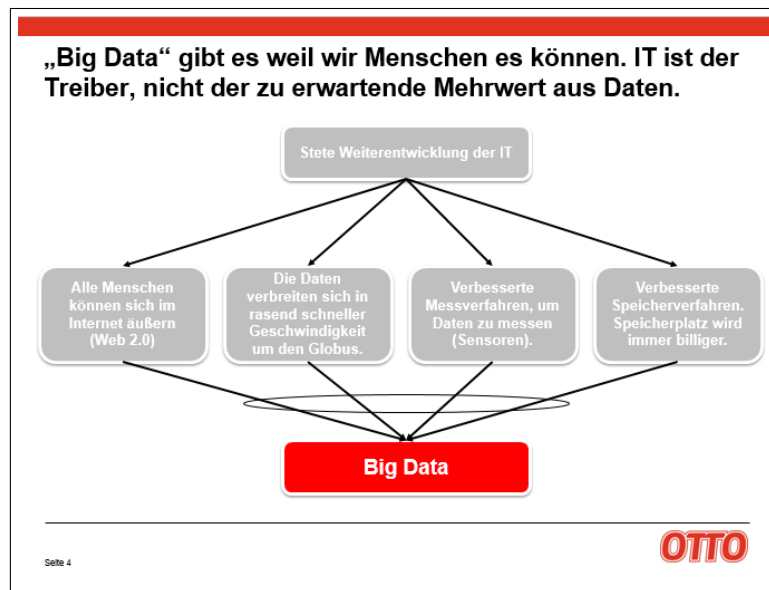 „Big Data“ gibt es weil wir Menschen es können. IT ist der
Treiber, nicht der zu erwartende Mehrwert aus Daten.
Stete Weiterentwicklung der IT
Alle Menschen
können sich im
Internet äußern
(Web 2.0)
Die Daten
verbreiten sich in
rasend schneller
Geschwindigkeit
um den Globus.
Verbesserte
Messverfahren, um
Daten zu messen
(Sensoren).
Verbesserte
Speicherverfahren.
Speicherplatz wird
immer billiger.
Big Data
Seite 4
OTTO